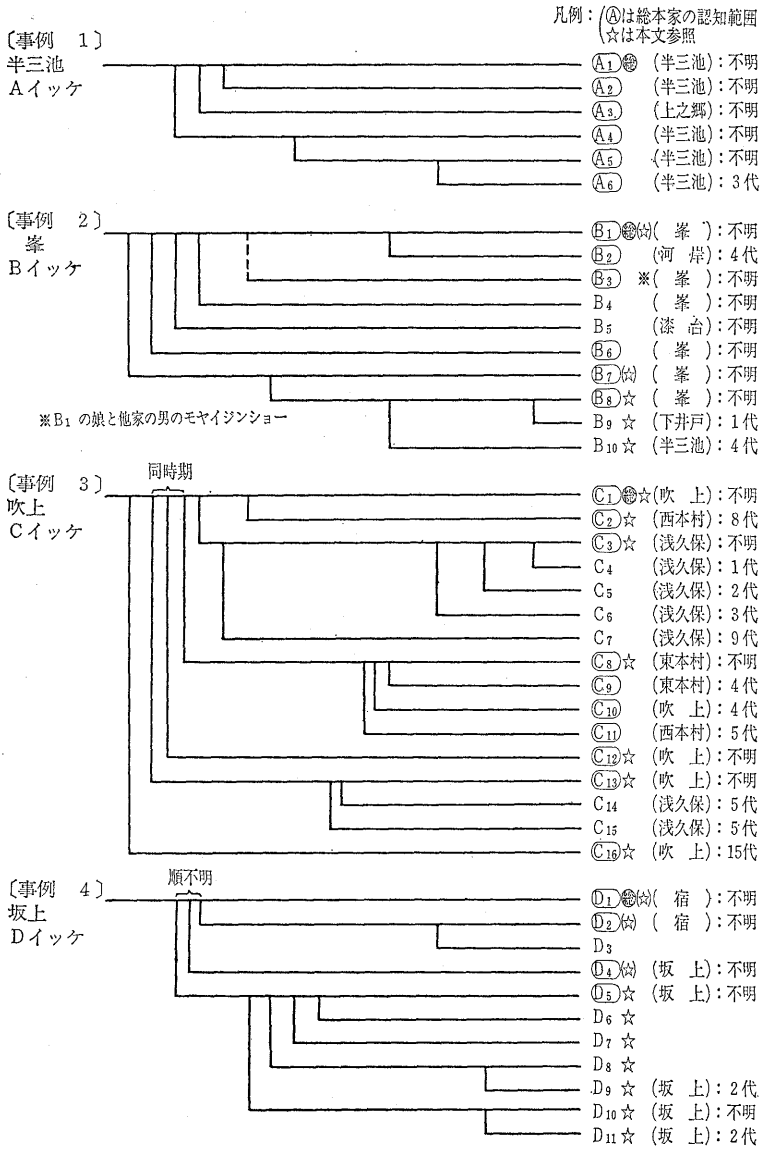 凡例：Ⓐは総本家の認知範囲
☆は本文参照
〔事例 1〕
半三池
Aイッケ
A1 ㊱総 (半三池)：不明
A2 (半三池)：不明
A3 (上之郷)：不明
A4 (半三池)：不明
A5 (半三池)：不明
A6 (半三池)：3代
〔事例 2〕
峯
Bイッケ
B1 総(☆)(峯)：不明
B2 (河岸)：4代
B3 ※(峯)：不明
B4 (峯)：不明
B5 (漆台)：不明
B6 (峯)：不明
B7(☆) (峯)：不明
B8☆ (峯)：不明
B9 ☆ (下井戸)：1代
B10 ☆ (半三池)：4代
※B1 の娘と他家の男のモヤイジンショー
〔事例 3〕
吹上
Cイッケ
同時期
C1 総☆(吹上)：不明
C2☆ (西本村)：8代
C3☆ (浅久保)：不明
C4 (浅久保)：1代
C5 (浅久保)：2代
C6 (浅久保)：3代
C7 (浅久保)：9代
C8☆ (東本村)：不明
C9 (東本村)：4代
C10 (吹上)：4代
C11 (西本村)：5代
C12☆ (吹上)：不明
C13☆ (吹上)：不明
C14 (浅久保)：5代
C15 (浅久保)：5代
C16☆ (吹上)：15代
〔事例 4〕
坂上
Dイッケ
順不明
D1 総(☆)(宿)：不明
D2(☆) (宿)：不明
D3
D4(☆) (坂上)：不明
D5☆ (坂上)：不明
D6 ☆
D7 ☆
D8 ☆
D9 ☆ (坂上)：2代
D10 ☆ (坂上)：不明
D11 ☆ (坂上)：2代